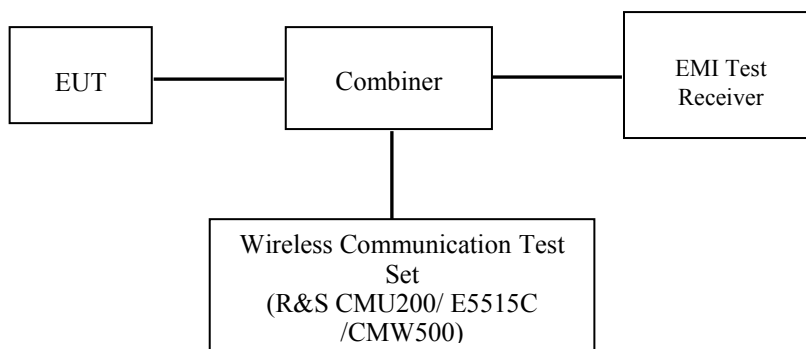 EUT
Combiner
EMI Test
Receiver
Wireless Communication Test
Set
(R&S CMU200/ E5515C
/CMW500)